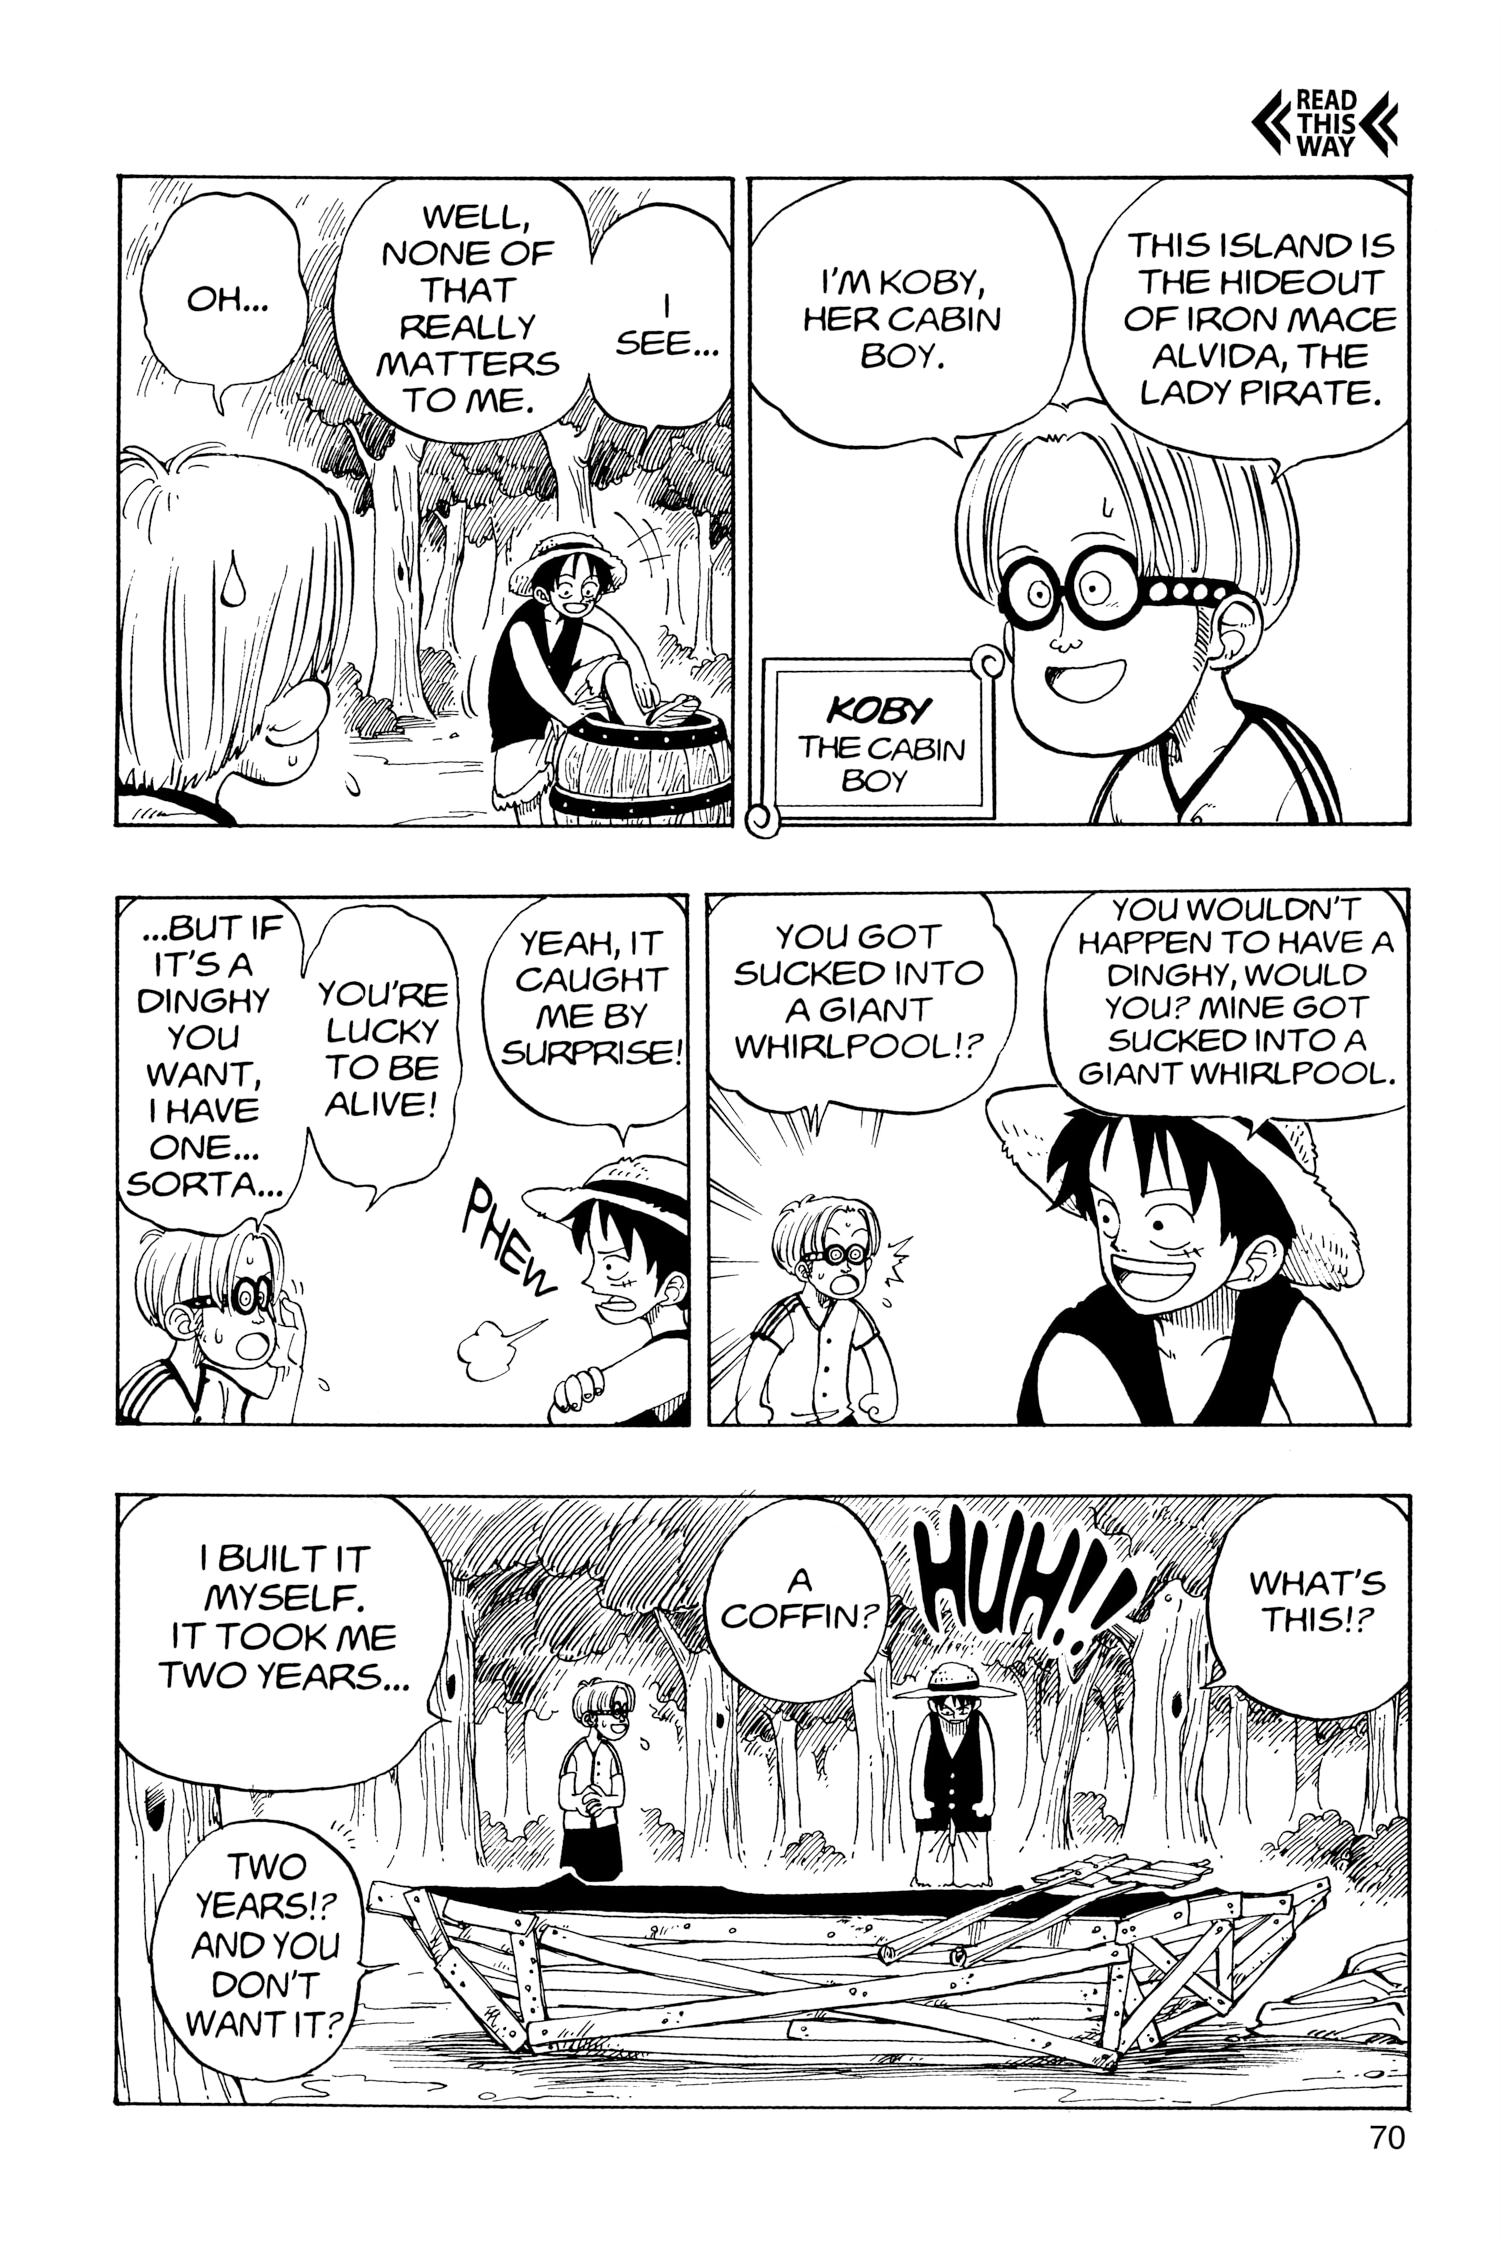 READ
THIS
WAY
THIS ISLAND IS
THE HIDEOUT
OF IRON MACE
ALVIDA, THE
LADY PIRATE.
I'M KOBY,
HER CABIN
BOY.
KOBY
THE CABIN
BOY
I
SEE...
WELL,
NONE OF
THAT
REALLY
MATTERS
TO ME.
OH...
YOU WOULDN'T
HAPPEN TO HAVE A
DINGHY, WOULD
YOU? MINE GOT
SUCKED INTO A
GIANT WHIRLPOOL.
YOU GOT
SUCKED INTO
A GIANT
WHIRLPOOL!?
YEAH, IT
CAUGHT
ME BY
SURPRISE!
PHEW
YOU'RE
LUCKY
TO BE
ALIVE!
...BUT IF
IT'S A
DINGHY
YOU
WANT,
I HAVE
ONE...
SORTA...
WHAT'S
THIS!?
HUH!!
A
COFFIN?
I BUILT IT
MYSELF.
IT TOOK ME
TWO YEARS...
TWO
YEARS!?
AND YOU
DON'T
WANT IT?
70